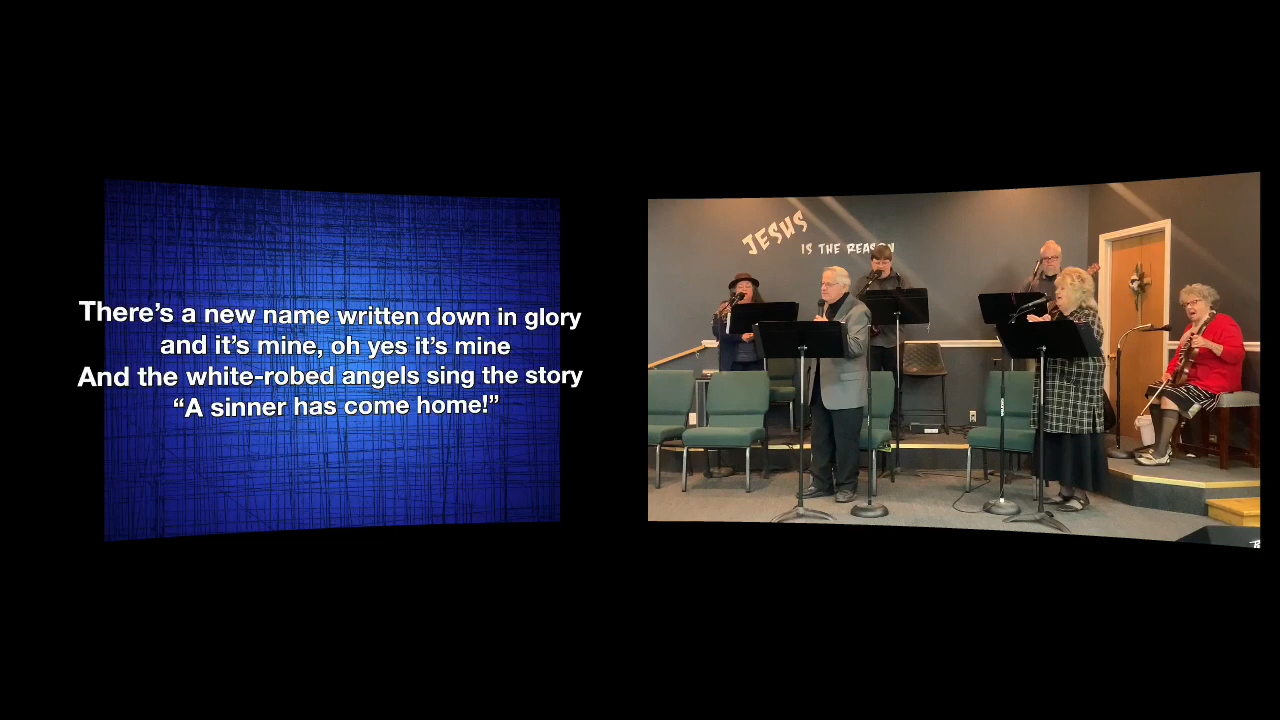 There's a new name written down in glory
and it's mine, oh yes it's mine
And the white-robed angels sing the story
“A sinner has come home!”
JESUS
IS THE REASON